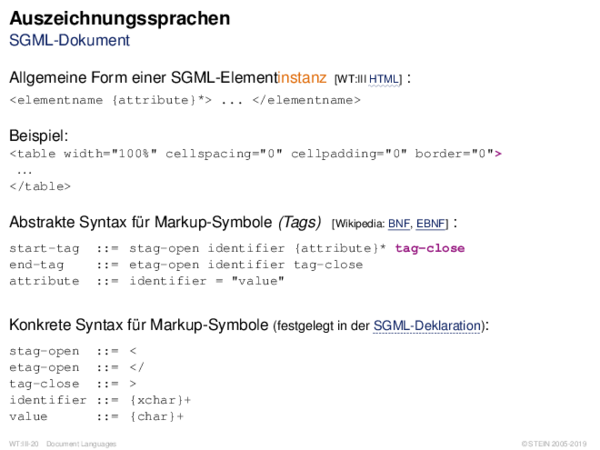 Auszeichnungssprachen
SGML-Dokument
Allgemeine Form einer SGML-Elementinstanz [WT:III HTML] :
<elementname {attribute}*> ... </elementname>
Beispiel:
<table width="100%" cellspacing="0" cellpadding="0" border="0">
...
</table>
Abstrakte Syntax für Markup-Symbole (Tags) [Wikipedia: BNF, EBNF] :
start-tag ::= stag-open identifier {attribute}* tag-close
end-tag ::= etag-open identifier tag-close
attribute ::= identifier = "value"
Konkrete Syntax für Markup-Symbole (festgelegt in der SGML-Deklaration):
stag-open ::= <
etag-open ::= </
tag-close ::= >
identifier ::= {xchar}+
value ::= {char}+
WT:III-20 Document Languages © STEIN 2005-2019